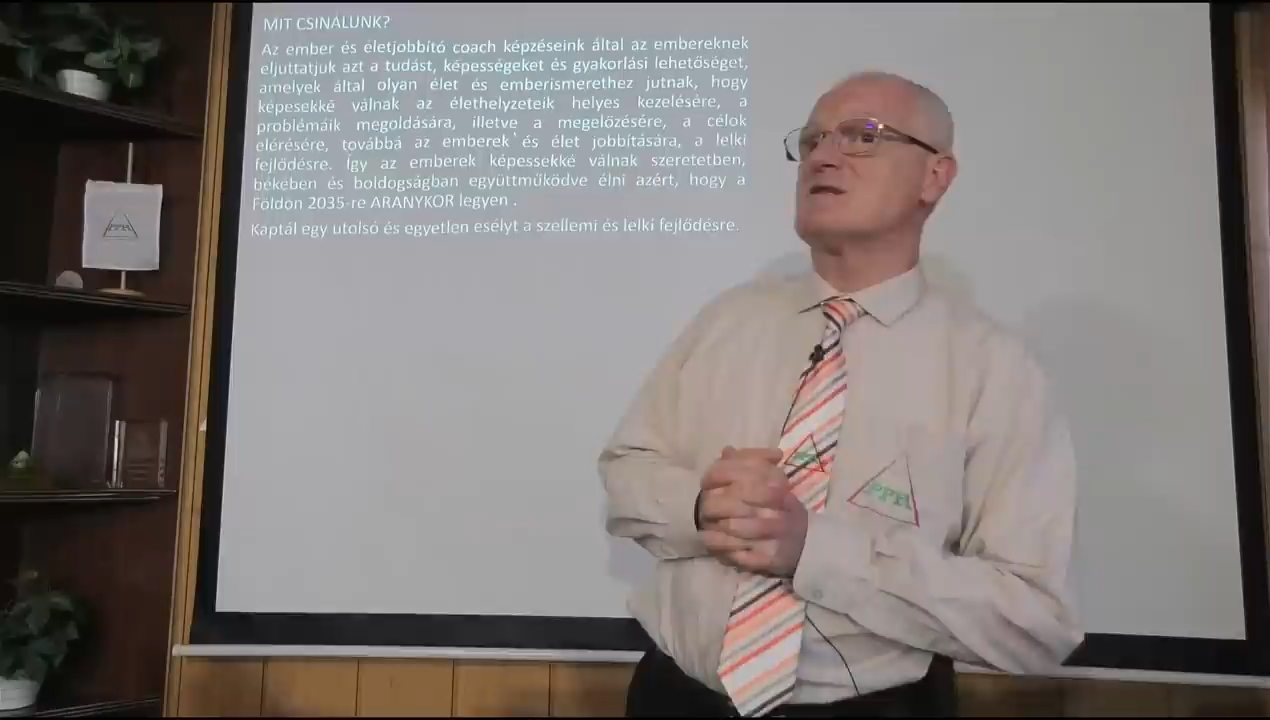 MIT CSINÁLUNK?
Az ember és életjobbító coach képzéseink által az embereknek
eljuttatjuk azt a tudást, képességeket és gyakorlási lehetőséget,
amelyek által olyan élet és emberismerethez jutnak, hogy
képesekké válnak az élethelyzeteik helyes kezelésére, a
problémáik megoldására, illetve a megelőzésére, a célok
elérésére, továbbá az emberek és élet jobbítására, a lelki
fejlődésre. Így az emberek képessekké válnak szeretetben,
békében és boldogságban együttműködve élni azért, hogy a
Földön 2035-re ARANYKOR legyen .
Kaptál egy utolsó és egyetlen esélyt a szellemi és lelki fejlődésre.
PPH